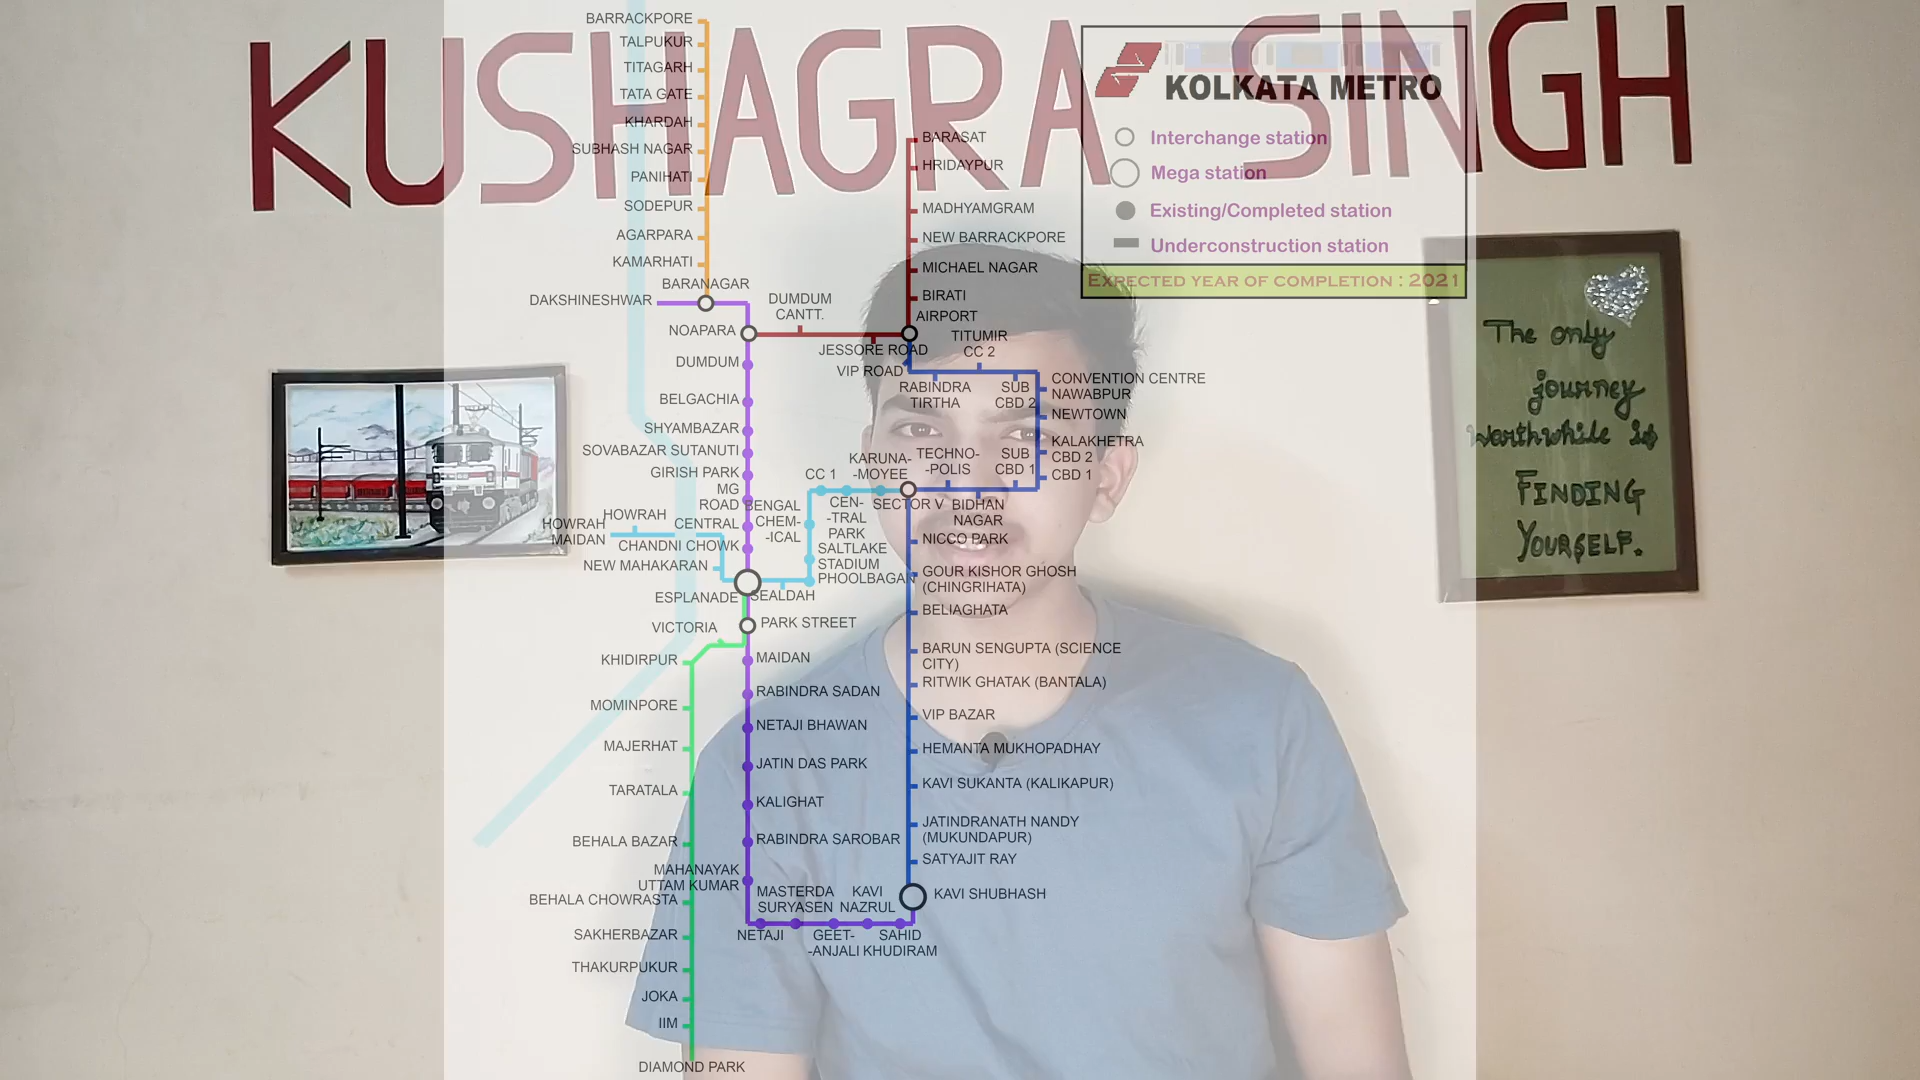 KUSHAGRA SINGH
BARRACKPORE
TALPUKUR
TITAGARH
TATA GATE
KHARDAH
SUBHASH NAGAR
PANIHATI
SODEPUR
AGARPARA
KAMARHATI
BARANAGAR
DAKSHINESHWAR
NOAPARA
DUMDUM
BELGACHIA
SHYAMBAZAR
SOVABAZAR SUTANUTI
GIRISH PARK
MG
ROAD
CENTRAL
CHANDNI CHOWK
HOWRAH
HOWRAH
MAIDAN
NEW MAHAKARAN
ESPLANADE
SEALDAH
VICTORIA
PARK STREET
KHIDIRPUR
MOMINPORE
MAJERHAT
TARATALA
BEHALA BAZAR
BEHALA CHOWRASTA
SAKHERBAZAR
THAKURPUKUR
JOKA
IIM
DIAMOND PARK
MAIDAN
RABINDRA SADAN
NETAJI BHAWAN
JATIN DAS PARK
KALIGHAT
RABINDRA SAROBAR
MAHANAYAK
UTTAM KUMAR
NETAJI
MASTERDA
SURYASEN
GEET-
-ANJALI
KAVI
NAZRUL
SAHID
KHUDIRAM
KAVI SHUBHASH
DUMDUM
CANTT.
JESSORE ROAD
BARASAT
HRIDAYPUR
MADHYAMGRAM
NEW BARRACKPORE
MICHAEL NAGAR
BIRATI
AIRPORT
VIP ROAD
TITUMIR
CC 2
RABINDRA
TIRTHA
SUB
CBD 2
CONVENTION CENTRE
NAWABPUR
NEWTOWN
KALAKHETRA
CBD 2
CBD 1
SUB
CBD 1
TECHNO-
-POLIS
BIDHAN
NAGAR
SECTOR V
KARUNA-
-MOYEE
CC 1
CEN-
-TRAL
PARK
BENGAL
CHEM-
-ICAL
SALTLAKE
STADIUM
PHOOLBAGAN
NICCO PARK
GOUR KISHOR GHOSH
(CHINGRIHATA)
BELIAGHATA
BARUN SENGUPTA (SCIENCE
CITY)
RITWIK GHATAK (BANTALA)
VIP BAZAR
HEMANTA MUKHOPADHAY
KAVI SUKANTA (KALIKAPUR)
JATINDRANATH NANDY
(MUKUNDAPUR)
SATYAJIT RAY
KOLKATA METRO
Interchange station
Mega station
Existing/Completed station
Underconstruction station
EXPECTED YEAR OF COMPLETION : 2021
The only
journey
worthwhile is
FINDING
YOURSELF.